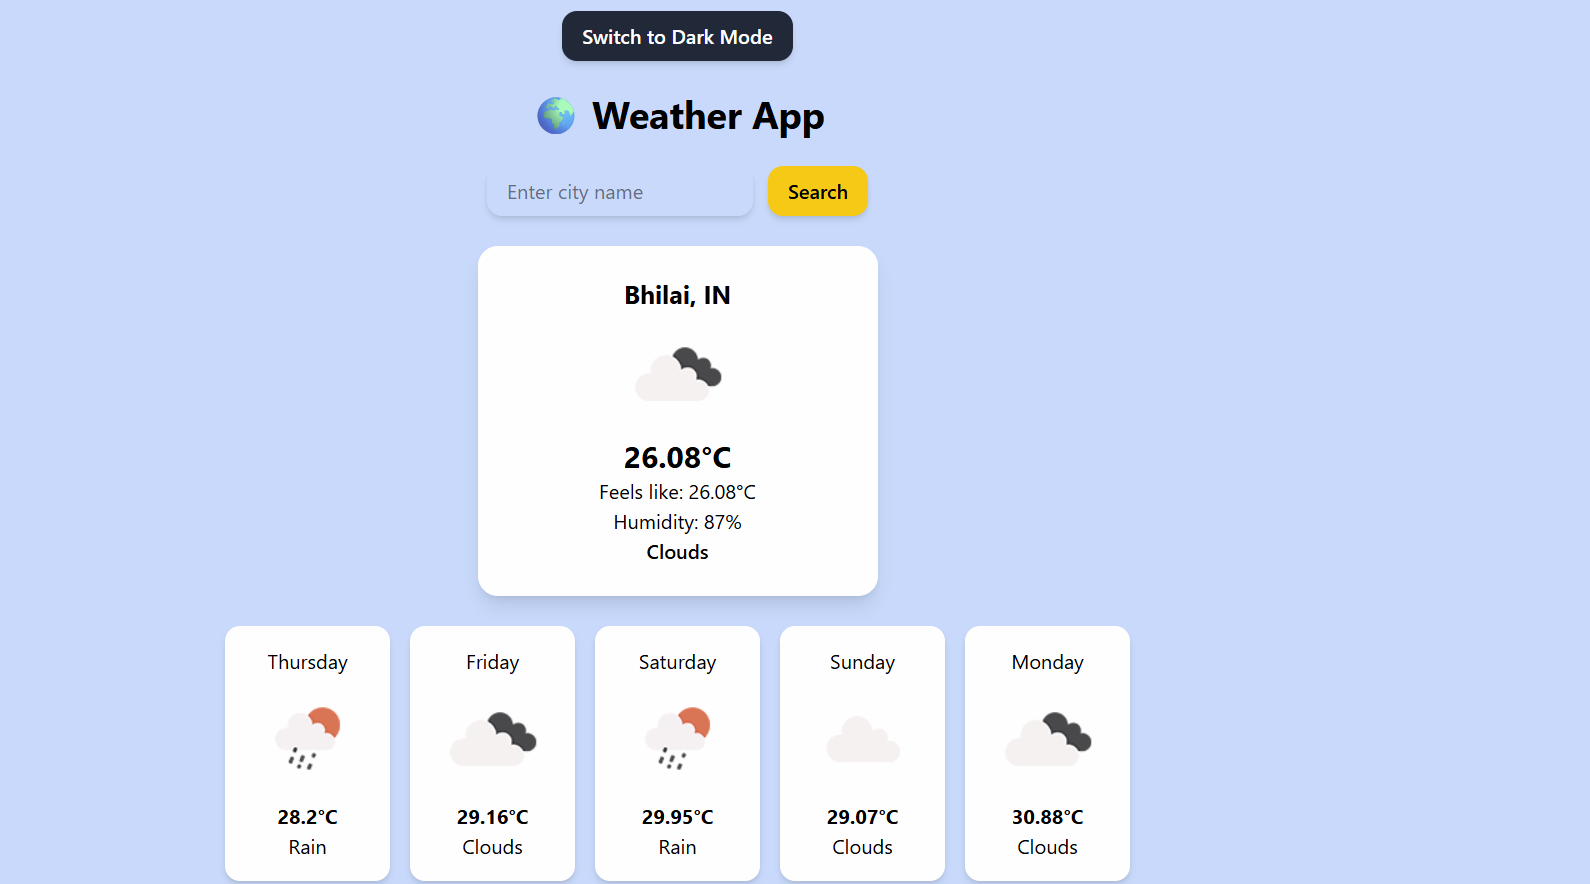 Switch to Dark Mode
Weather App
Enter city name
Search
Bhilai, IN
26.08°C
Feels like: 26.08°C
Humidity: 87%
Clouds
Thursday
28.2°C
Rain
Friday
29.16°C
Clouds
Saturday
29.95°C
Rain
Sunday
29.07°C
Clouds
Monday
30.88°C
Clouds